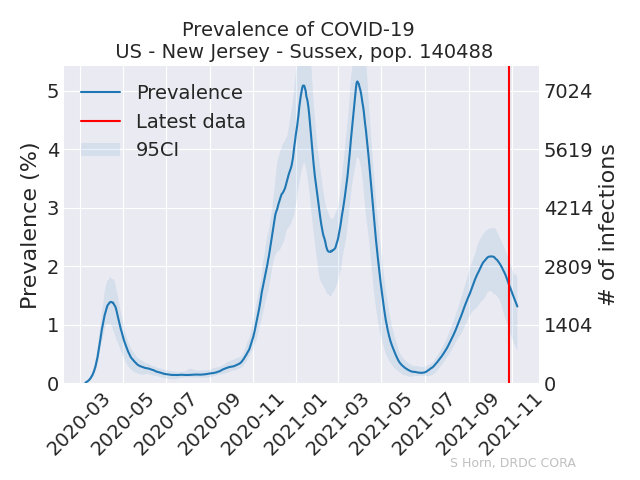 Prevalence of COVID-19
US - New Jersey - Sussex, pop. 140488
Prevalence
Latest data
95CI
Prevalence (%)
5
4
3
2
1
0
7024
5619
4214
2809
1404
0
# of infections
2020-03
2020-05
2020-07
2020-09
2020-11
2021-01
2021-03
2021-05
2021-07
2021-09
2021-11
S Horn, DRDC CORA